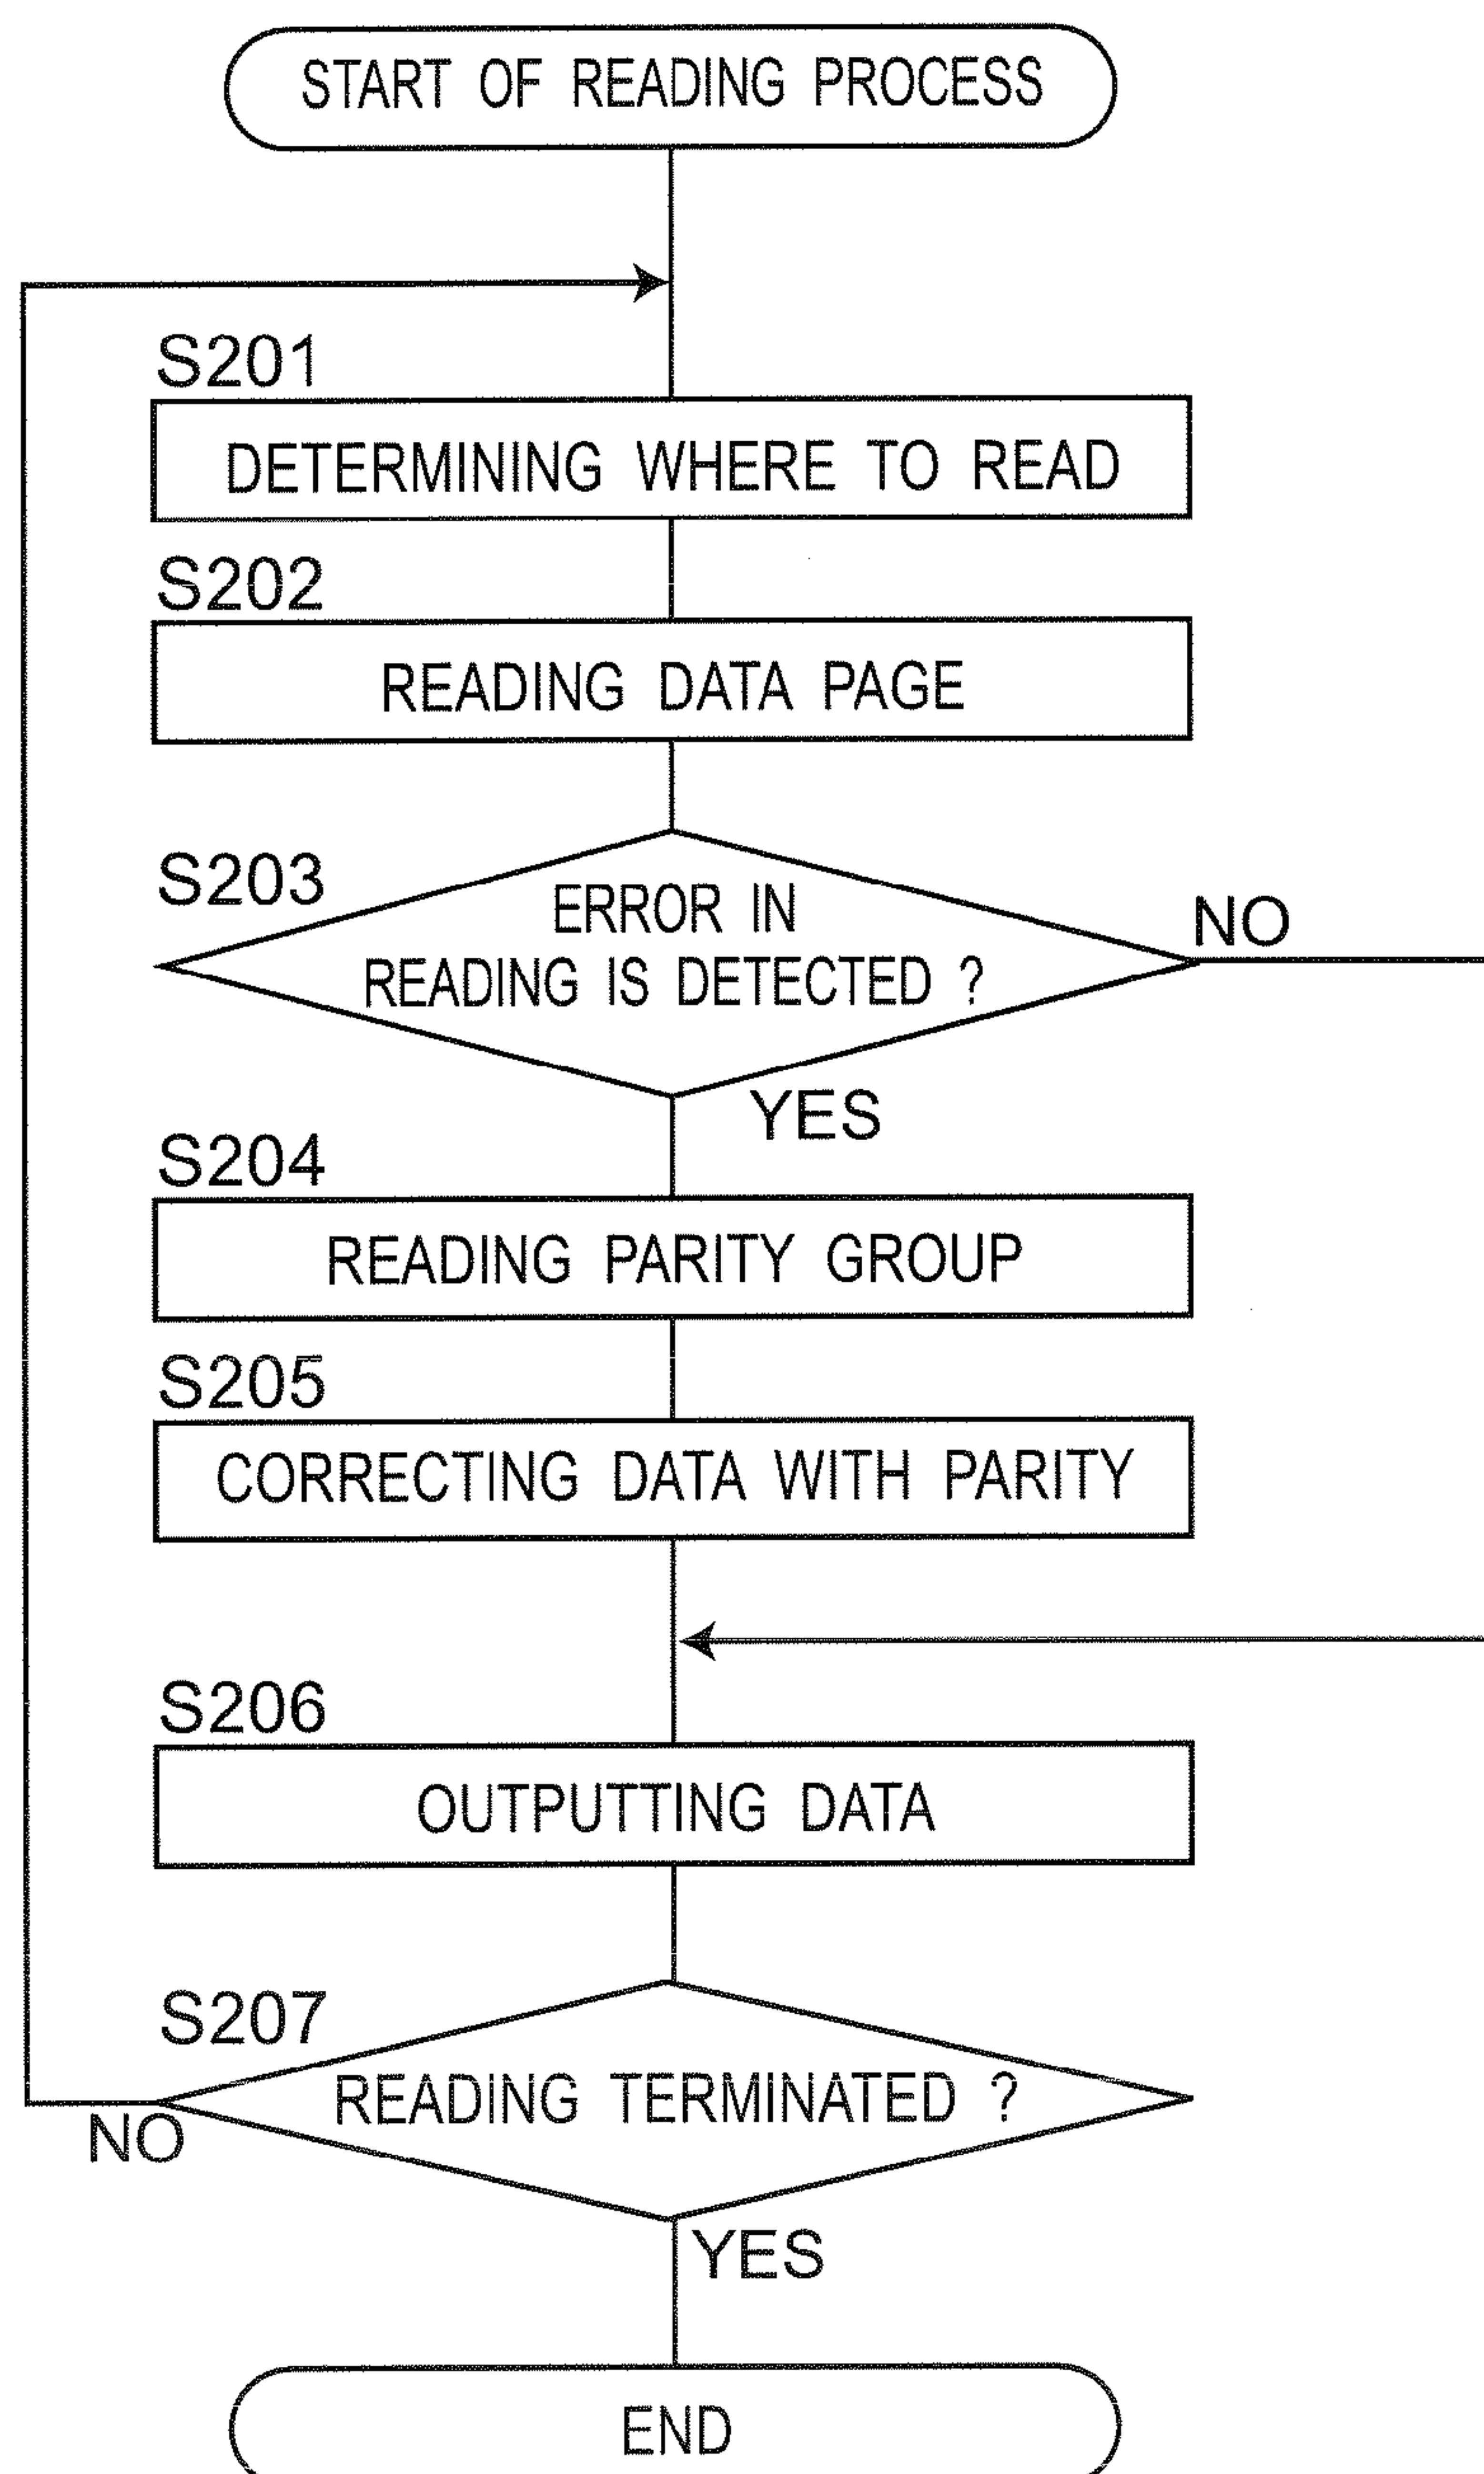 START OF READING PROCESS
S201
DETERMINING WHERE TO READ
S202
READING DATA PAGE
S203
ERROR IN
READING IS DETECTED ?
NO
YES
S204
READING PARITY GROUP
S205
CORRECTING DATA WITH PARITY
S206
OUTPUTTING DATA
S207
READING TERMINATED ?
NO
YES
END